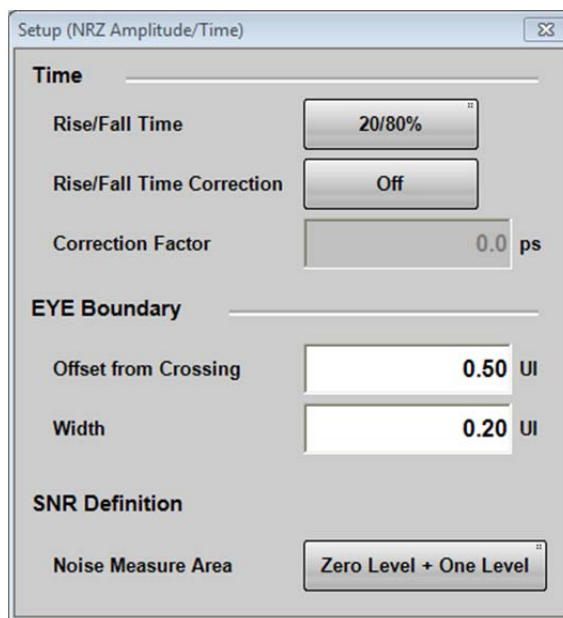 Setup (NRZ Amplitude/Time)
Time
Rise/Fall Time 20/80%
Rise/Fall Time Correction Off
Correction Factor 0.0 ps
EYE Boundary
Offset from Crossing 0.50 UI
Width 0.20 UI
SNR Definition
Noise Measure Area Zero Level + One Level